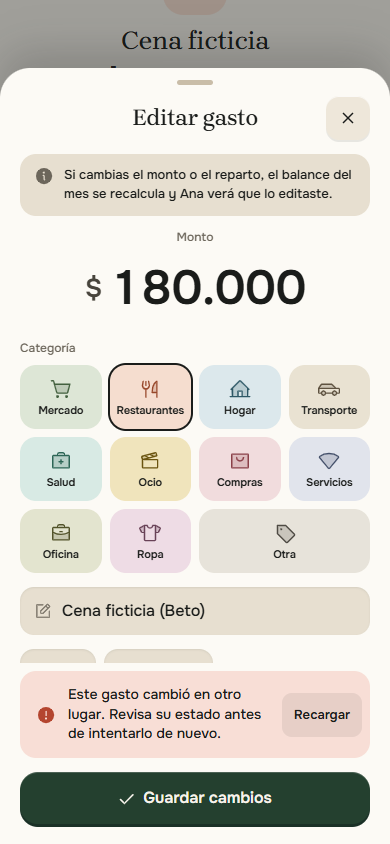 Cena ficticia
Editar gasto
Si cambias el monto o el reparto, el balance del
mes se recalcula y Ana verá que lo editaste.
Monto
$ 180.000
Categoría
Mercado
Restaurantes
Hogar
Transporte
Salud
Ocio
Compras
Servicios
Oficina
Ropa
Otra
Cena ficticia (Beto)
Este gasto cambió en otro
lugar. Revisa su estado antes
de intentarlo de nuevo.
Recargar
Guardar cambios